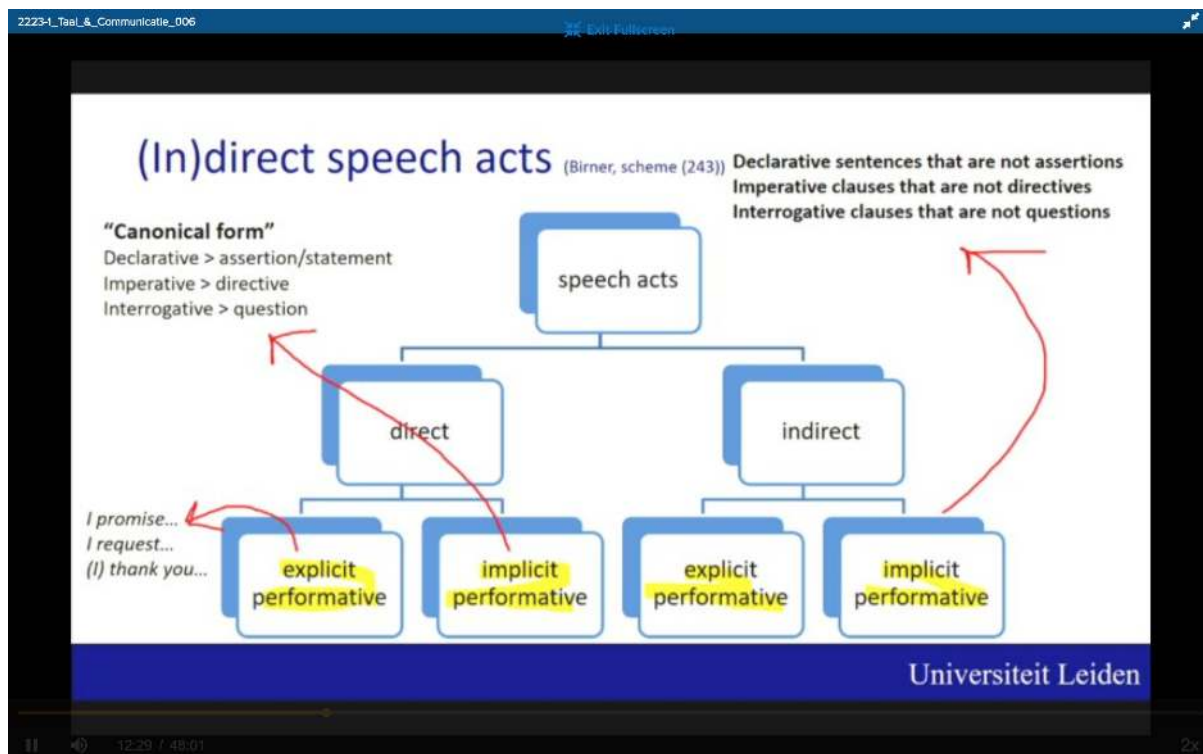 2223-1_Taal_&_Communicatie_006
Exit Fullscreen
(In)direct speech acts (Birner, scheme (243))
Declarative sentences that are not assertions
Imperative clauses that are not directives
Interrogative clauses that are not questions
“Canonical form”
Declarative > assertion/statement
Imperative > directive
Interrogative > question
speech acts
direct
indirect
I promise...
I request...
(I) thank you...
explicit
performative
implicit
performative
explicit
performative
implicit
performative
Universiteit Leiden
12:29 / 48:01
2x